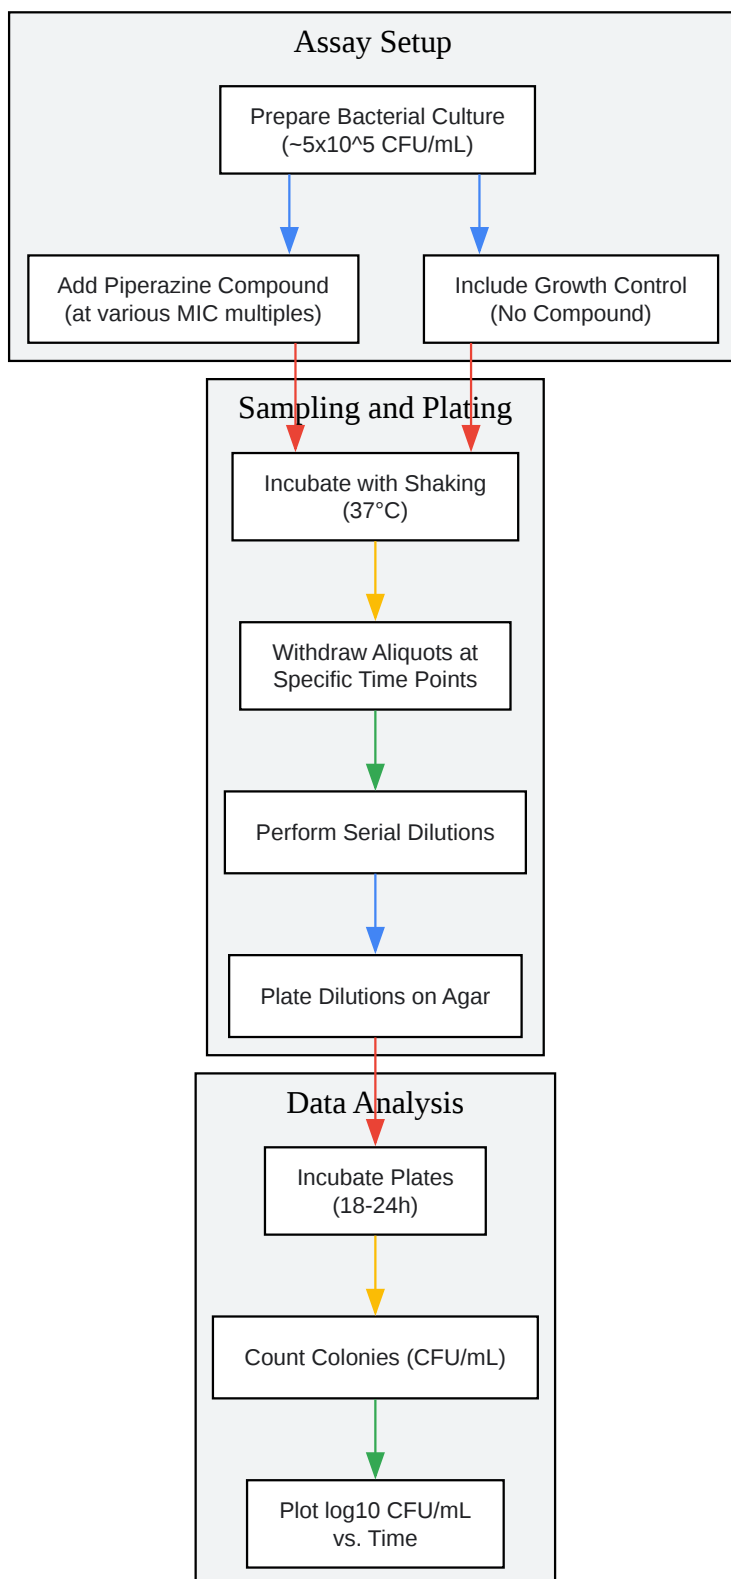 Assay Setup
Prepare Bacterial Culture
(~5x10^5 CFU/mL)
Add Piperazine Compound
(at various MIC multiples)
Include Growth Control
(No Compound)
Sampling and Plating
Incubate with Shaking
(37°C)
Withdraw Aliquots at
Specific Time Points
Perform Serial Dilutions
Plate Dilutions on Agar
Data Analysis
Incubate Plates
(18-24h)
Count Colonies (CFU/mL)
Plot log10 CFU/mL
vs. Time